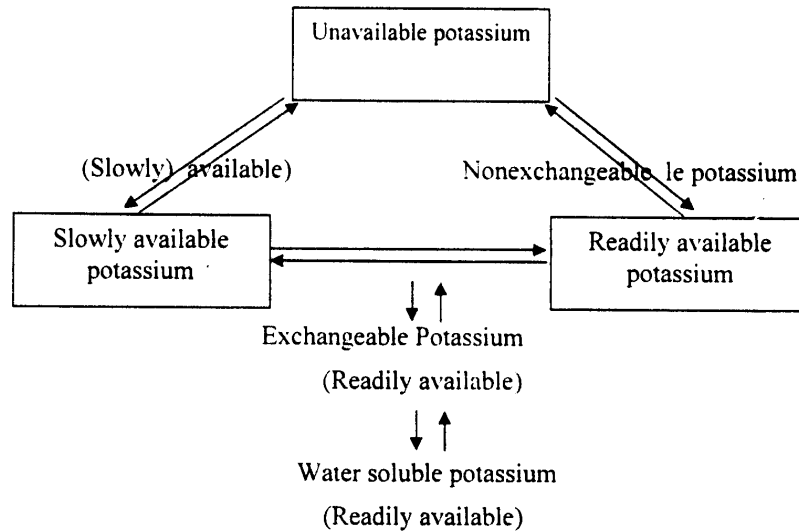 Unavailable potassium
(Slowly) available)
Nonexchangeable le potassium
Slowly available
potassium
Readily available
potassium
Exchangeable Potassium
(Readily available)
Water soluble potassium
(Readily available)